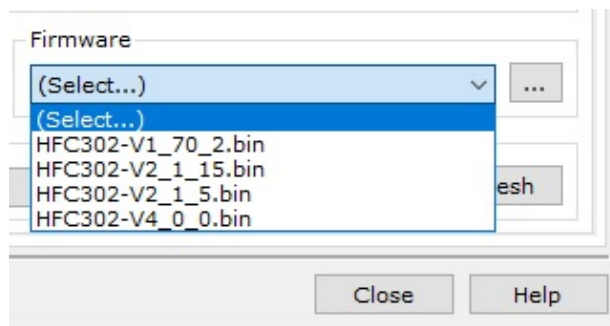 Firmware
(Select...)
...
(Select...)
HFC302-V1_70_2.bin
HFC302-V2_1_15.bin
HFC302-V2_1_5.bin
esh
HFC302-V4_0_0.bin
Close
Help